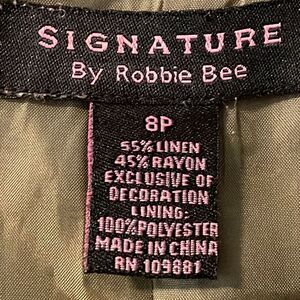 SIGNATURE
By Robbie Bee
8P
55% LINEN
45% RAYON
EXCLUSIVE OF
DECORATION
LINING:
100% POLYESTER
MADE IN CHINA
RN 109881